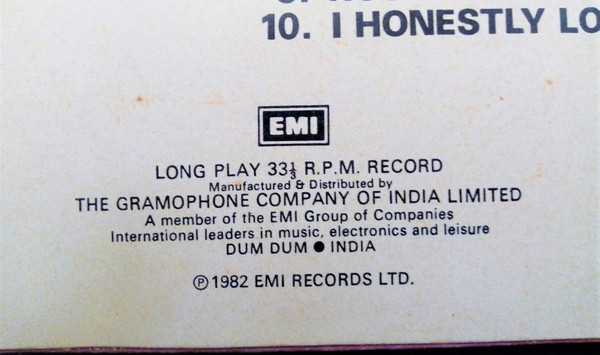 10. I HONESTLY LO
EMI
LONG PLAY 33⅓ R.P.M. RECORD
Manufactured & Distributed by
THE GRAMOPHONE COMPANY OF INDIA LIMITED
A member of the EMI Group of Companies
International leaders in music, electronics and leisure
DUM DUM ● INDIA
Ⓟ 1982 EMI RECORDS LTD.